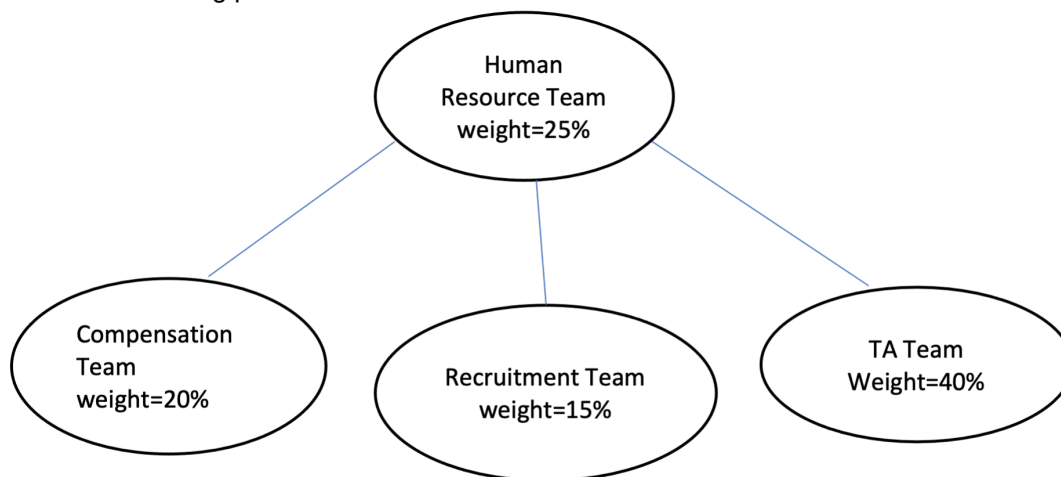 Human
Resource Team
weight=25%
Compensation
Team
weight=20%
Recruitment Team
weight=15%
TA Team
Weight=40%